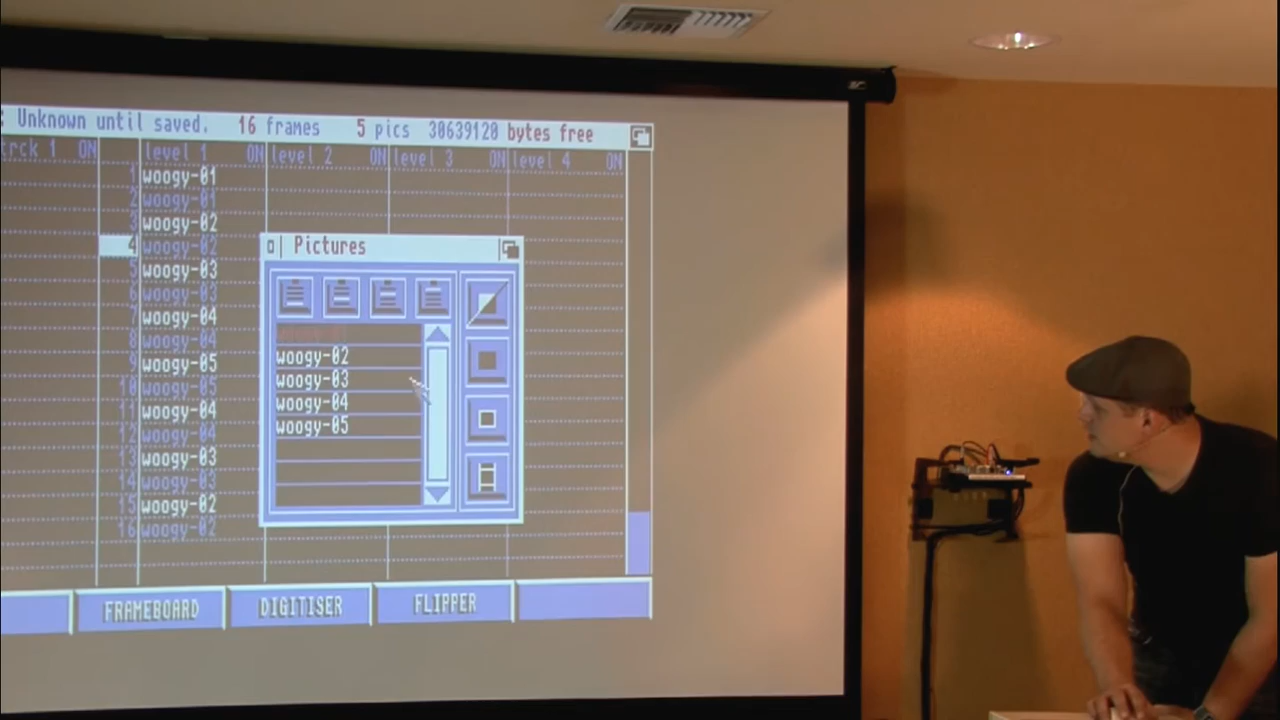 : Unknown until saved. 16 frames 5 pics 30639120 bytes free
trck 1 ON level 1 ON level 2 ON level 3 ON level 4 ON
1 woogy-01
2 woogy-01
3 woogy-02
4 woogy-02
5 woogy-03
6 woogy-03
7 woogy-04
8 woogy-04
9 woogy-05
10 woogy-05
11 woogy-04
12 woogy-04
13 woogy-03
14 woogy-03
15 woogy-02
16 woogy-02
Pictures
woogy-02
woogy-03
woogy-04
woogy-05
FRAMEBOARD DIGITISER FLIPPER